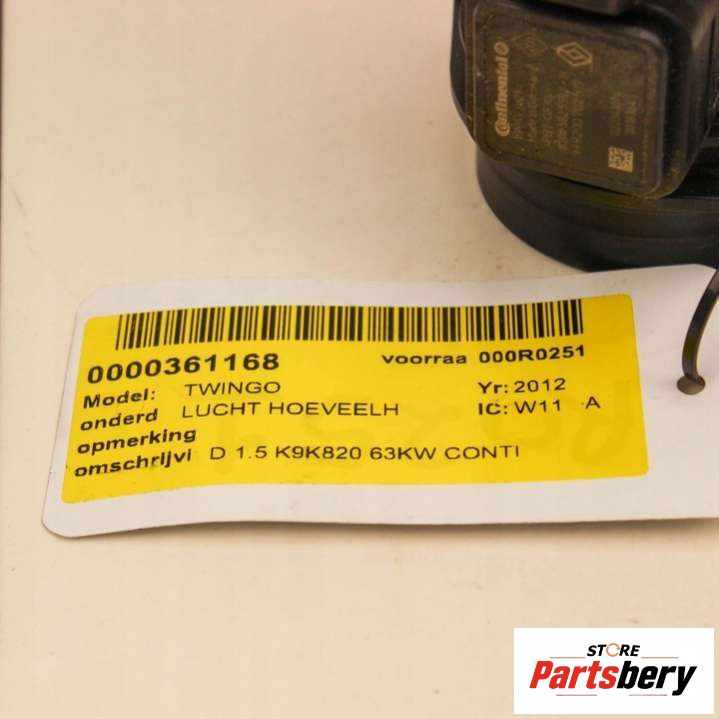 Continental
0000361168
voorraa 000R0251
Model: TWINGO
Yr: 2012
onderd LUCHT HOEVEELH
IC: W11 A
opmerking
omschrijvi D 1.5 K9K820 63KW CONTI
STORE
Partsbery